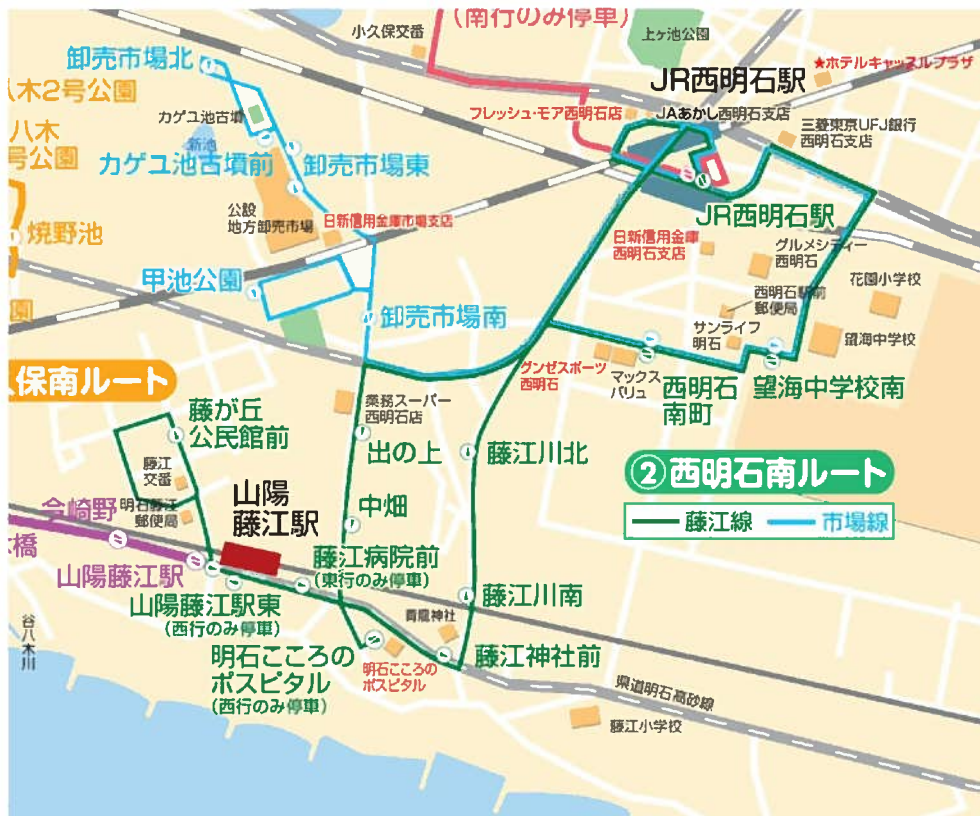 (南行のみ停車)
小久保交番
上ヶ池公園
卸売市場北
JR西明石駅
★ホテルキャッスルプラザ
八木2号公園
カゲユ池古墳
フレッシュ・モア西明石店
JAあかし西明石支店
三菱東京UFJ銀行
西明石支店
八木
号公園
新池
カゲユ池古墳前
卸売市場東
JR西明石駅
公設
地方卸売市場
日新信用金庫市場支店
焼野池
日新信用金庫
西明石支店
グルメシティー
西明石
花園小学校
甲池公園
西明石駅前
郵便局
園
卸売市場南
サンライフ
明石
望海中学校
保南ルート
グンゼスポーツ
西明石
マックス
バリュ
西明石
南町
望海中学校南
業務スーパー
西明石店
藤が丘
公民館前
出の上
藤江川北
藤江
交番
②西明石南ルート
山陽
藤江駅
中畑
藤江線
市場線
今崎野
明石藤江
郵便局
橋
山陽藤江駅
藤江病院前
(東行のみ停車)
山陽藤江駅東
(西行のみ停車)
藤江川南
青龍神社
谷八木川
明石こころの
ホスピタル
(西行のみ停車)
明石こころの
ホスピタル
藤江神社前
県道明石高砂線
藤江小学校